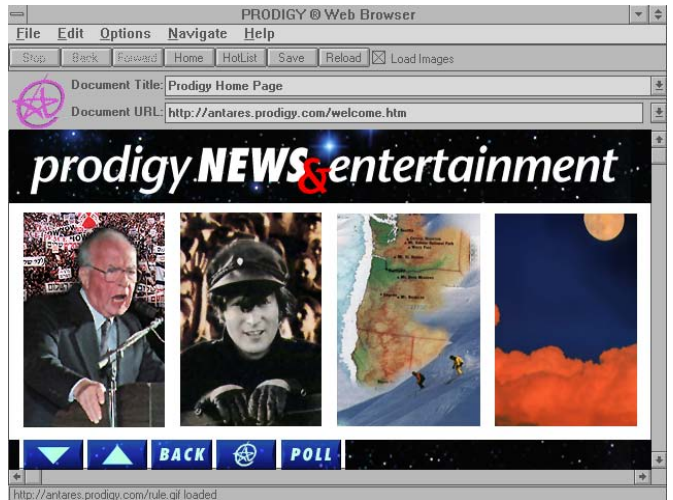 PRODIGY ® Web Browser
File Edit Options Navigate Help
Stop Back Forward Home HotList Save Reload Load Images
Document Title: Prodigy Home Page
Document URL: http://antares.prodigy.com/welcome.htm
prodigy NEWS & entertainment
BACK POLL
http://antares.prodigy.com/rule.gif loaded